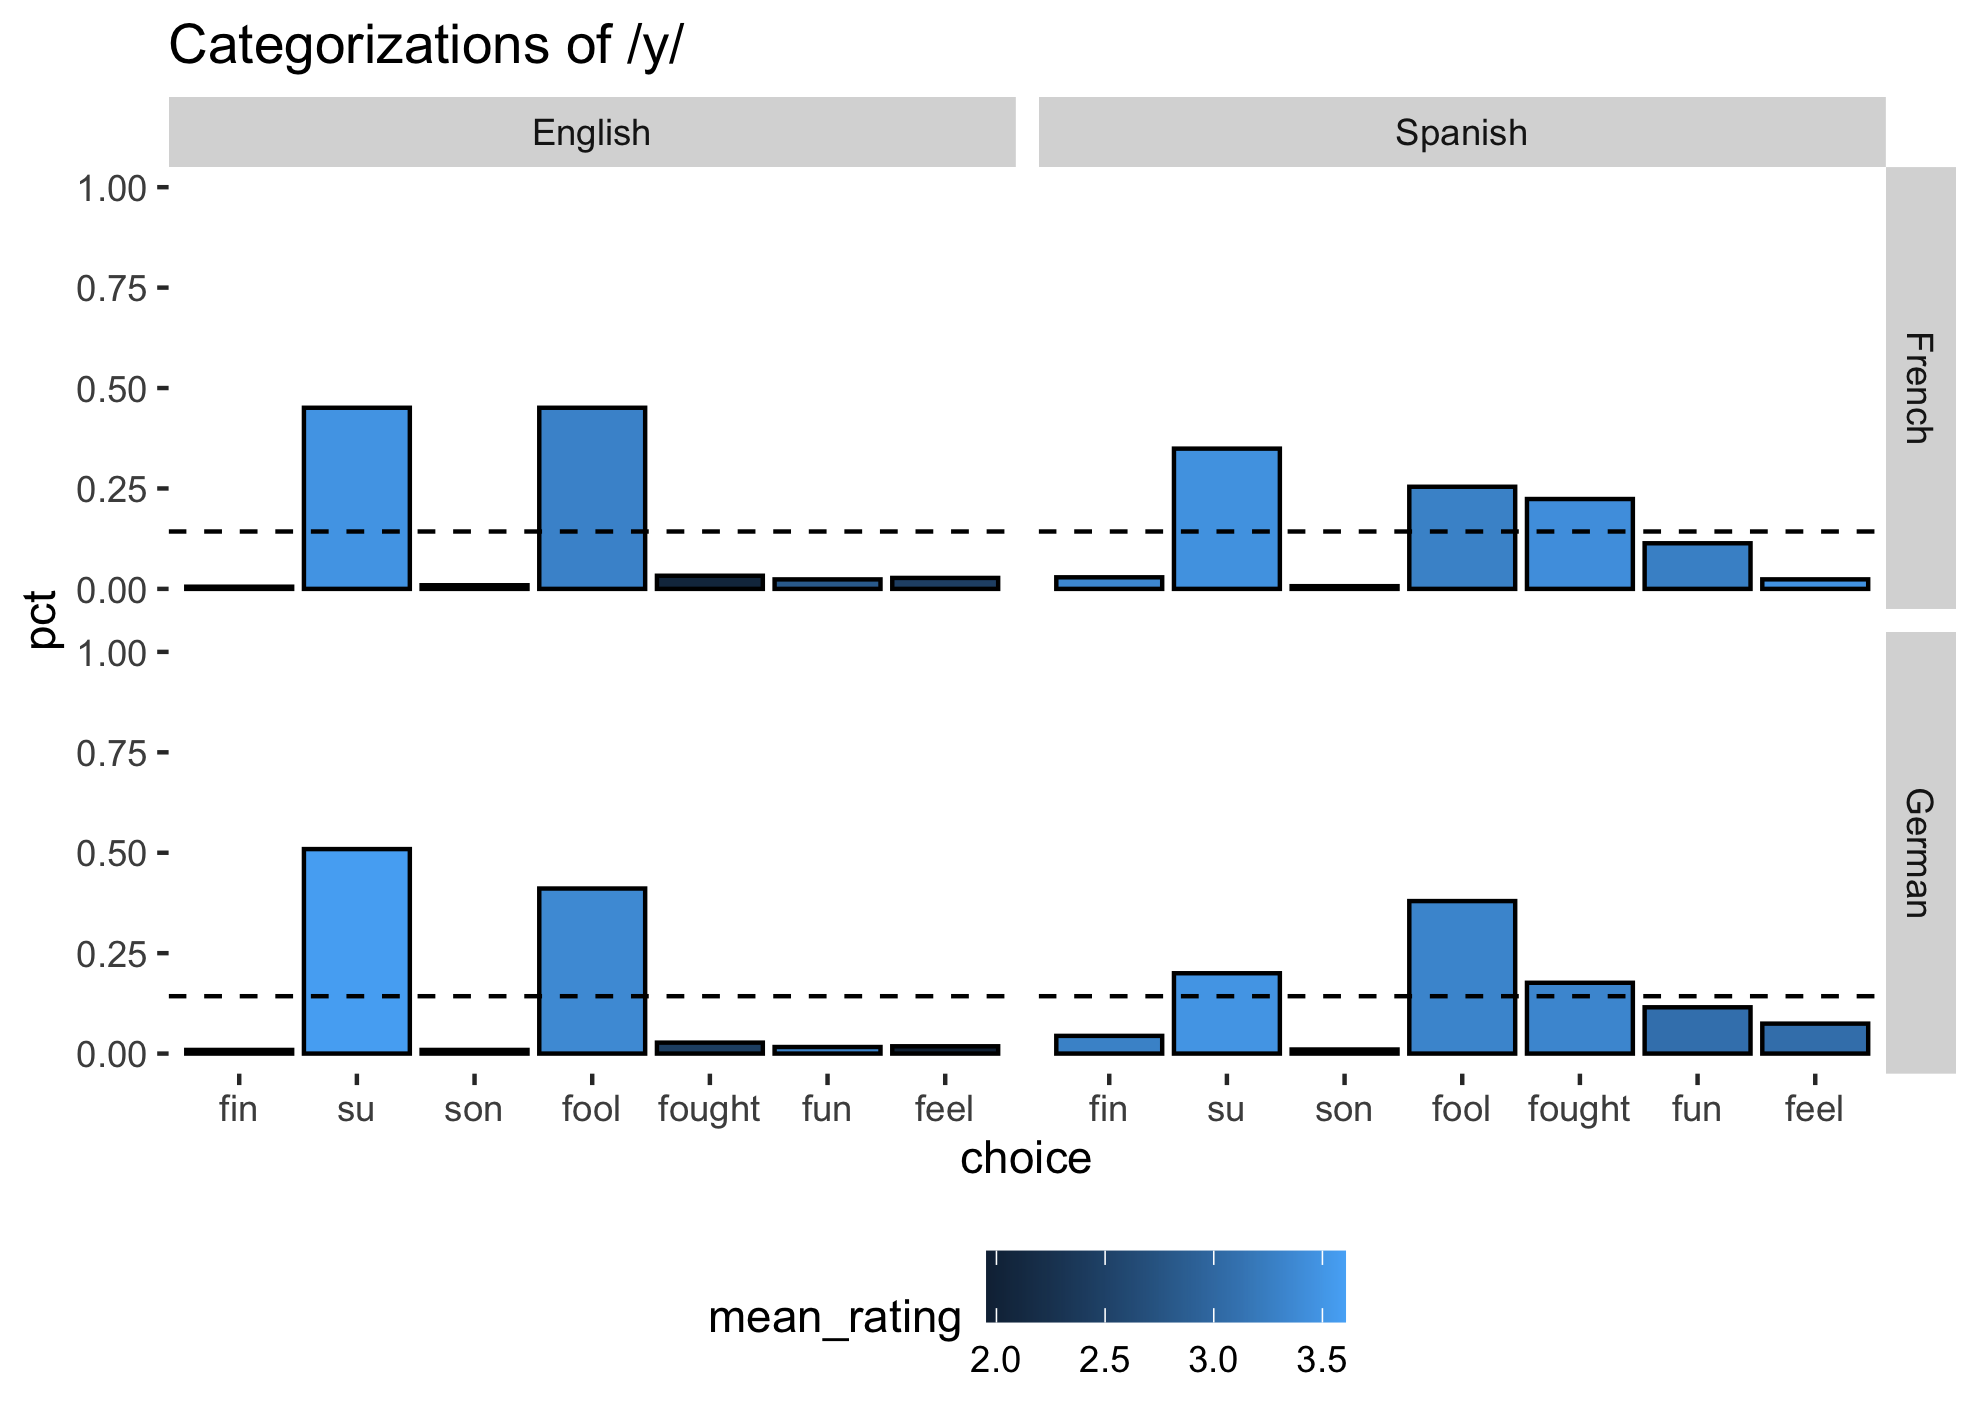 Categorizations of /y/
English
Spanish
1.00
0.75
0.50
0.25
0.00
French
pct
1.00
0.75
0.50
0.25
0.00
German
fin su son fool fought fun feel
fin su son fool fought fun feel
choice
mean_rating
2.0 2.5 3.0 3.5